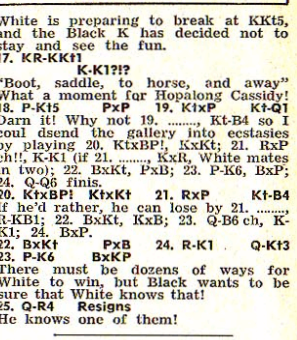 White is preparing to break at KKt5,
and the Black K has decided not to
stay and see the fun.
17. KR-KKt1
K-K1?!?
"Boot, saddle, to horse, and away"
What a moment for Hopalong Cassidy!
18. P-Kt5 PxP 19. KtxP Kt-Q1
Darn it! Why not 19. ........, Kt-B4 so I
coul dsend the gallery into ecstasies
by playing 20. KtxBP!, KxKt; 21. RxP
ch!!, K-K1 (if 21. ........, KxR, White mates
in two); 22. BxKt, PxB; 23. P-K6, BxP;
24. Q-Q6 finis.
20. KtxBP! KtxKt 21. RxP Kt-B4
If he'd rather, he can lose by 21. ........,
R-KB1; 22. BxKt, KxB; 23. Q-B6 ch, K-
K1; 24. BxP.
22. BxKt PxB 24. R-K1 Q-Kt3
23. P-K6 BxKP
There must be dozens of ways for
White to win, but Black wants to be
sure that White knows that!
25. Q-R4 Resigns
He knows one of them!